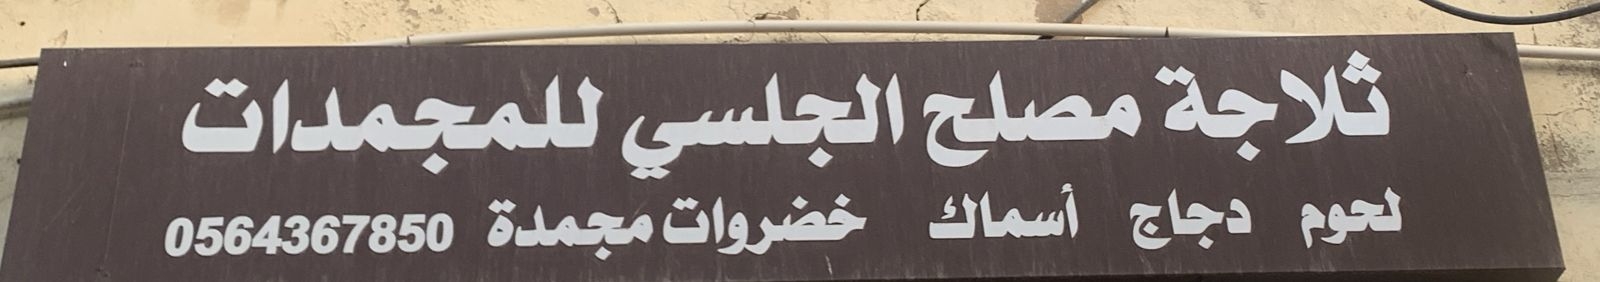 ثلاجة مصلح الجلسي للمجمدات
لحوم دجاج أسماك خضروات مجمدة 0564367850